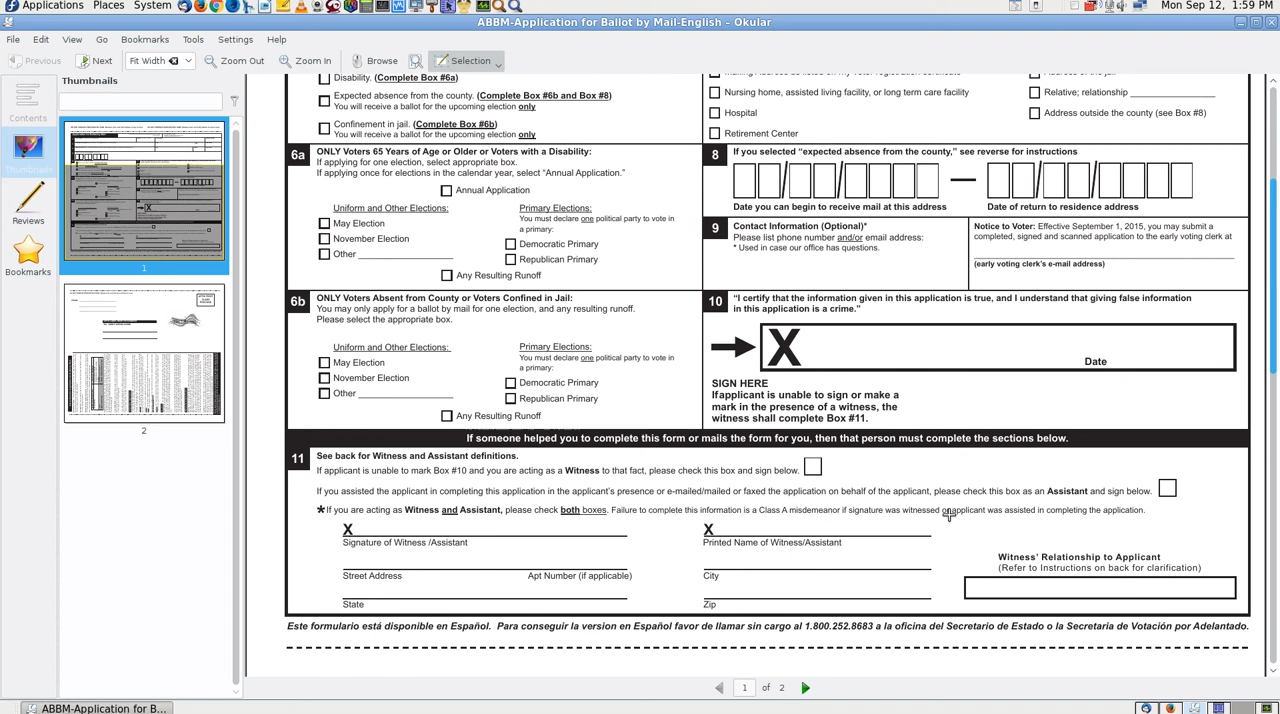 Applications Places System Mon Sep 12, 1:59 PM
ABBM-Application for Ballot by Mail-English – Okular
File Edit View Go Bookmarks Tools Settings Help
Previous Next Fit Width Zoom Out Zoom In Browse Selection
Thumbnails
Contents
Thumbnails
Reviews
Bookmarks
1
2
Disability. (Complete Box #6a)
Expected absence from the county. (Complete Box #6b and Box #8)
You will receive a ballot for the upcoming election only
Confinement in jail. (Complete Box #6b)
You will receive a ballot for the upcoming election only
Mailing Address as listed on my voter registration certificate
Address of the jail
Nursing home, assisted living facility, or long term care facility
Relative; relationship
Hospital
Address outside the county (see Box #8)
Retirement Center
6a
ONLY Voters 65 Years of Age or Older or Voters with a Disability:
If applying for one election, select appropriate box.
If applying once for elections in the calendar year, select “Annual Application.”
Annual Application
Uniform and Other Elections:
May Election
November Election
Other
Primary Elections:
You must declare one political party to vote in
a primary:
Democratic Primary
Republican Primary
Any Resulting Runoff
8
If you selected “expected absence from the county,” see reverse for instructions
Date you can begin to receive mail at this address
Date of return to residence address
9
Contact Information (Optional)*
Please list phone number and/or email address:
* Used in case our office has questions.
Notice to Voter: Effective September 1, 2015, you may submit a
completed, signed and scanned application to the early voting clerk at
(early voting clerk's e-mail address)
6b
ONLY Voters Absent from County or Voters Confined in Jail:
You may only apply for a ballot by mail for one election, and any resulting runoff.
Please select the appropriate box.
Uniform and Other Elections:
May Election
November Election
Other
Primary Elections:
You must declare one political party to vote in
a primary:
Democratic Primary
Republican Primary
Any Resulting Runoff
10
“I certify that the information given in this application is true, and I understand that giving false information
in this application is a crime.”
X
Date
SIGN HERE
If applicant is unable to sign or make a
mark in the presence of a witness, the
witness shall complete Box #11.
If someone helped you to complete this form or mails the form for you, then that person must complete the sections below.
11
See back for Witness and Assistant definitions.
If applicant is unable to mark Box #10 and you are acting as a Witness to that fact, please check this box and sign below.
If you assisted the applicant in completing this application in the applicant's presence or e-mailed/mailed or faxed the application on behalf of the applicant, please check this box as an Assistant and sign below.
*If you are acting as Witness and Assistant, please check both boxes. Failure to complete this information is a Class A misdemeanor if signature was witnessed or applicant was assisted in completing the application.
X
Signature of Witness /Assistant
X
Printed Name of Witness/Assistant
Street Address Apt Number (if applicable)
City
State
Zip
Witness' Relationship to Applicant
(Refer to Instructions on back for clarification)
Este formulario está disponible en Español. Para conseguir la version en Español favor de llamar sin cargo al 1.800.252.8683 a la oficina del Secretario de Estado o la Secretaria de Votación por Adelantado.
1 of 2
ABBM-Application for B...